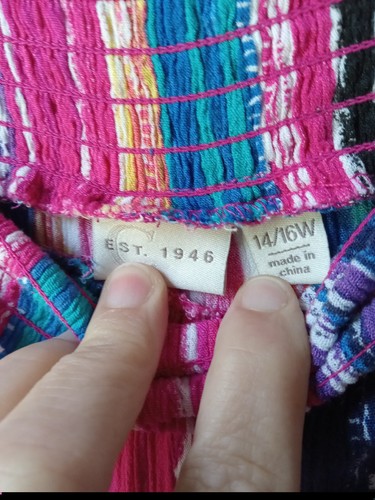 C
EST. 1946
14/16W
made in
china